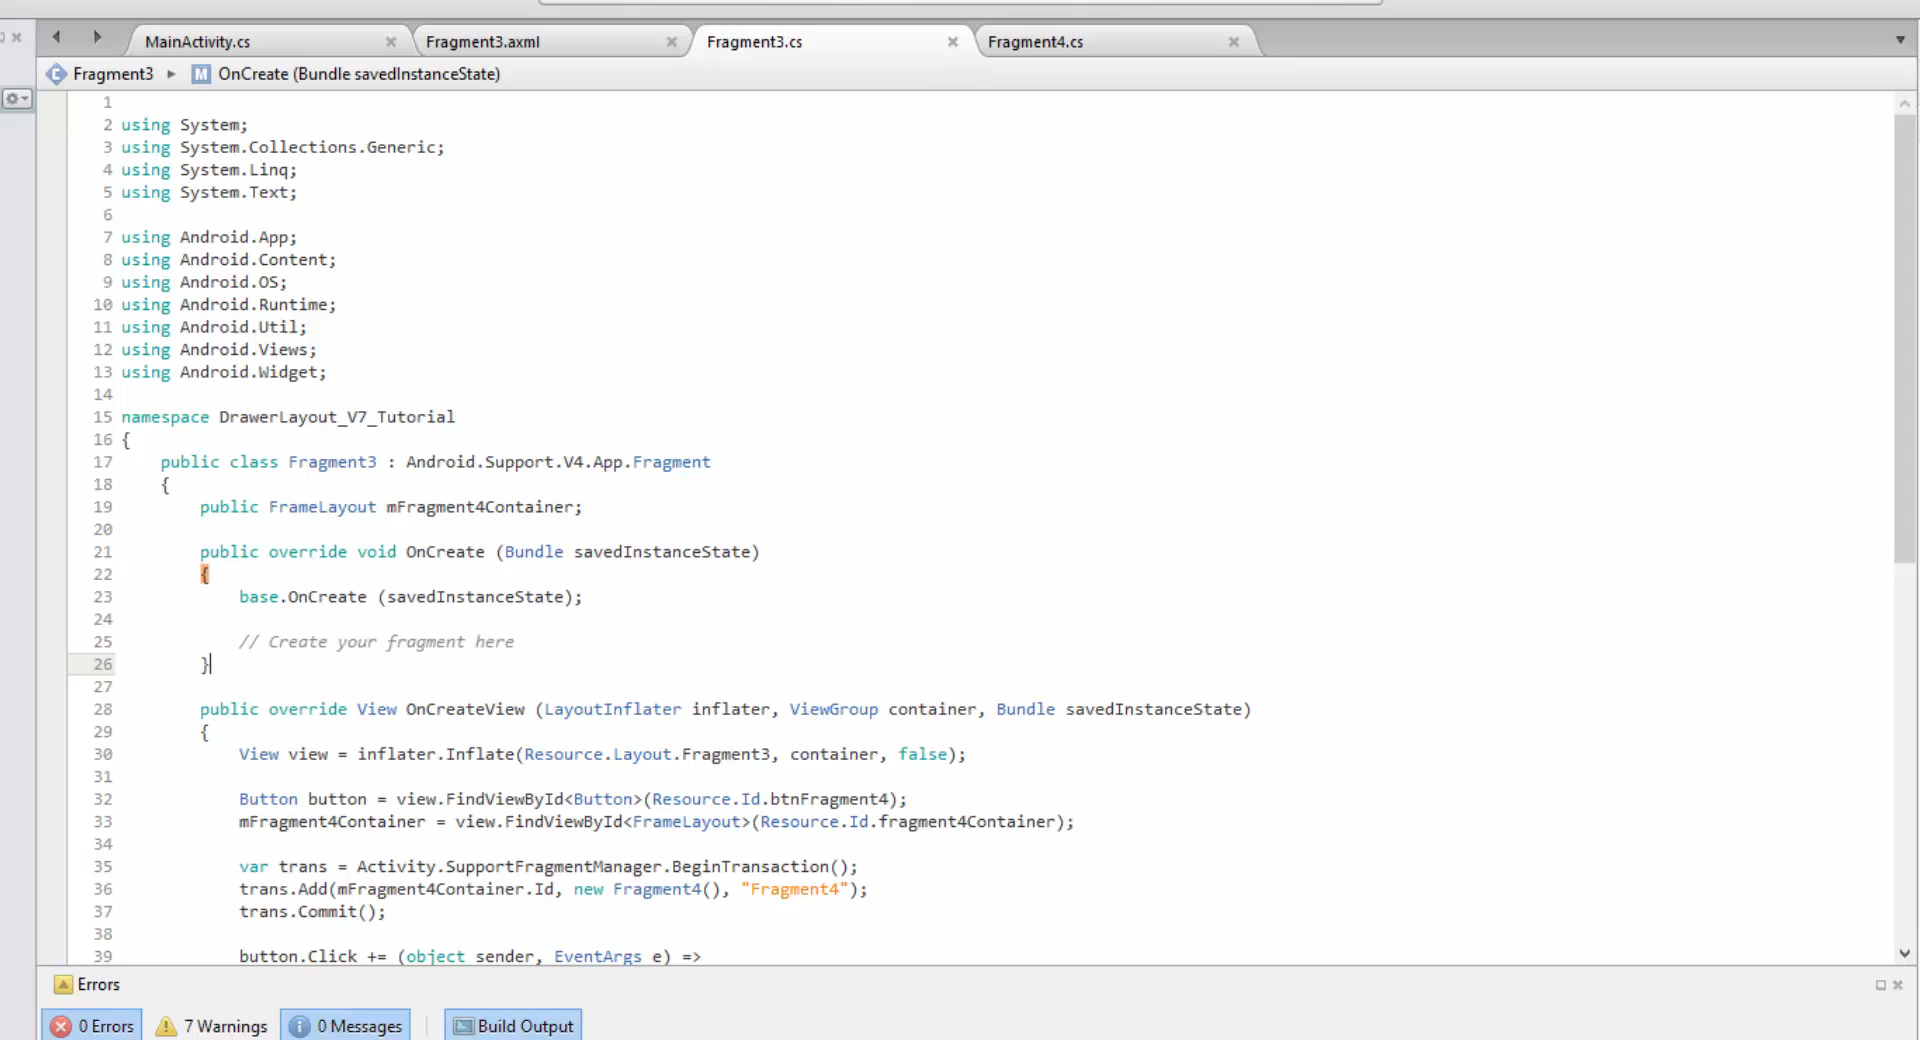 MainActivity.cs Fragment3.axml Fragment3.cs Fragment4.cs
Fragment3 M OnCreate (Bundle savedInstanceState)
1
2 using System;
3 using System.Collections.Generic;
4 using System.Linq;
5 using System.Text;
6
7 using Android.App;
8 using Android.Content;
9 using Android.OS;
10 using Android.Runtime;
11 using Android.Util;
12 using Android.Views;
13 using Android.Widget;
14
15 namespace DrawerLayout_V7_Tutorial
16 {
17 public class Fragment3 : Android.Support.V4.App.Fragment
18 {
19 public FrameLayout mFragment4Container;
20
21 public override void OnCreate (Bundle savedInstanceState)
22 {
23 base.OnCreate (savedInstanceState);
24
25 // Create your fragment here
26 }
27
28 public override View OnCreateView (LayoutInflater inflater, ViewGroup container, Bundle savedInstanceState)
29 {
30 View view = inflater.Inflate(Resource.Layout.Fragment3, container, false);
31
32 Button button = view.FindViewById<Button>(Resource.Id.btnFragment4);
33 mFragment4Container = view.FindViewById<FrameLayout>(Resource.Id.fragment4Container);
34
35 var trans = Activity.SupportFragmentManager.BeginTransaction();
36 trans.Add(mFragment4Container.Id, new Fragment4(), "Fragment4");
37 trans.Commit();
38
39 button.Click += (object sender, EventArgs e) =>
Errors
0 Errors 7 Warnings 0 Messages Build Output